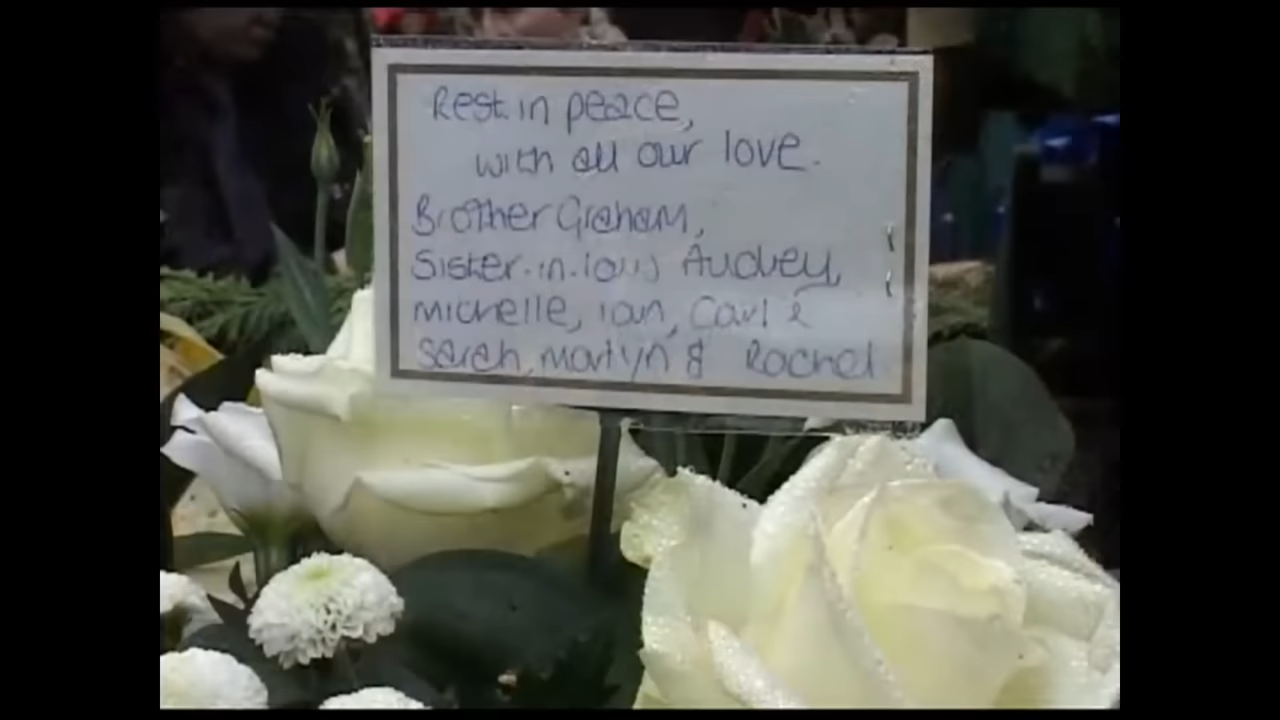 Rest in peace,
with all our love.
Brother Graham,
Sister-in-law Audrey,
Michelle, Ian, Carl &
Sarah, Martyn & Rachel